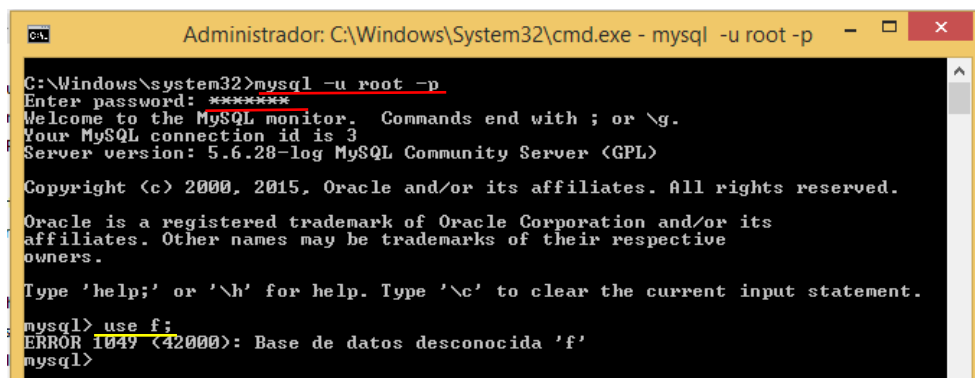 Administrador: C:\Windows\System32\cmd.exe - mysql -u root -p
C:\Windows\system32>mysql -u root -p
Enter password: *******
Welcome to the MySQL monitor.  Commands end with ; or \g.
Your MySQL connection id is 3
Server version: 5.6.28-log MySQL Community Server (GPL)
Copyright (c) 2000, 2015, Oracle and/or its affiliates. All rights reserved.
Oracle is a registered trademark of Oracle Corporation and/or its
affiliates. Other names may be trademarks of their respective
owners.
Type 'help;' or '\h' for help. Type '\c' to clear the current input statement.
mysql> use f;
ERROR 1049 (42000): Base de datos desconocida 'f'
mysql>